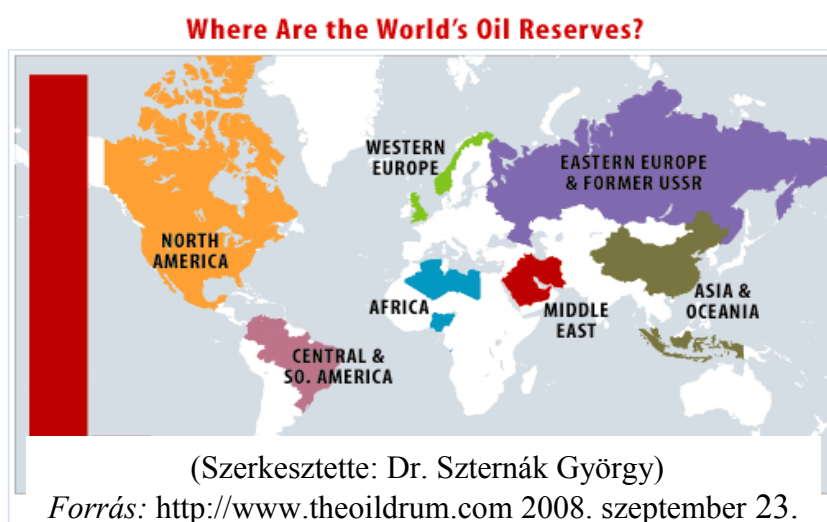 Where Are the World's Oil Reserves?
WESTERN
EUROPE
EASTERN EUROPE
& FORMER USSR
NORTH
AMERICA
AFRICA
MIDDLE
EAST
ASIA &
OCEANIA
CENTRAL &
SO. AMERICA
(Szerkesztette: Dr. Szternák György)
Forrás: http://www.theoildrum.com 2008. szeptember 23.